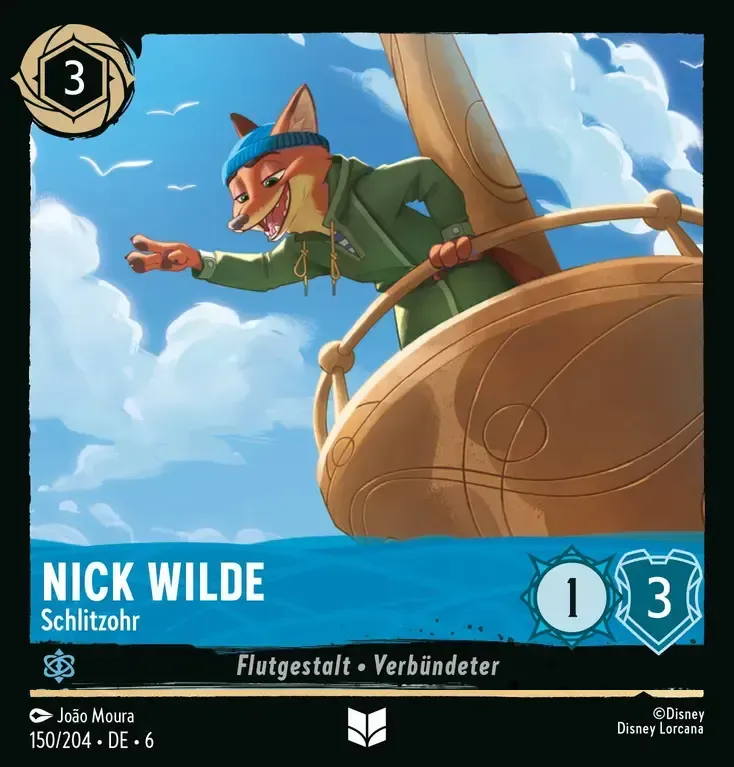 3
NICK WILDE
Schlitzohr
1
3
Flutgestalt • Verbündeter
João Moura
150/204 • DE • 6
©Disney
Disney Lorcana